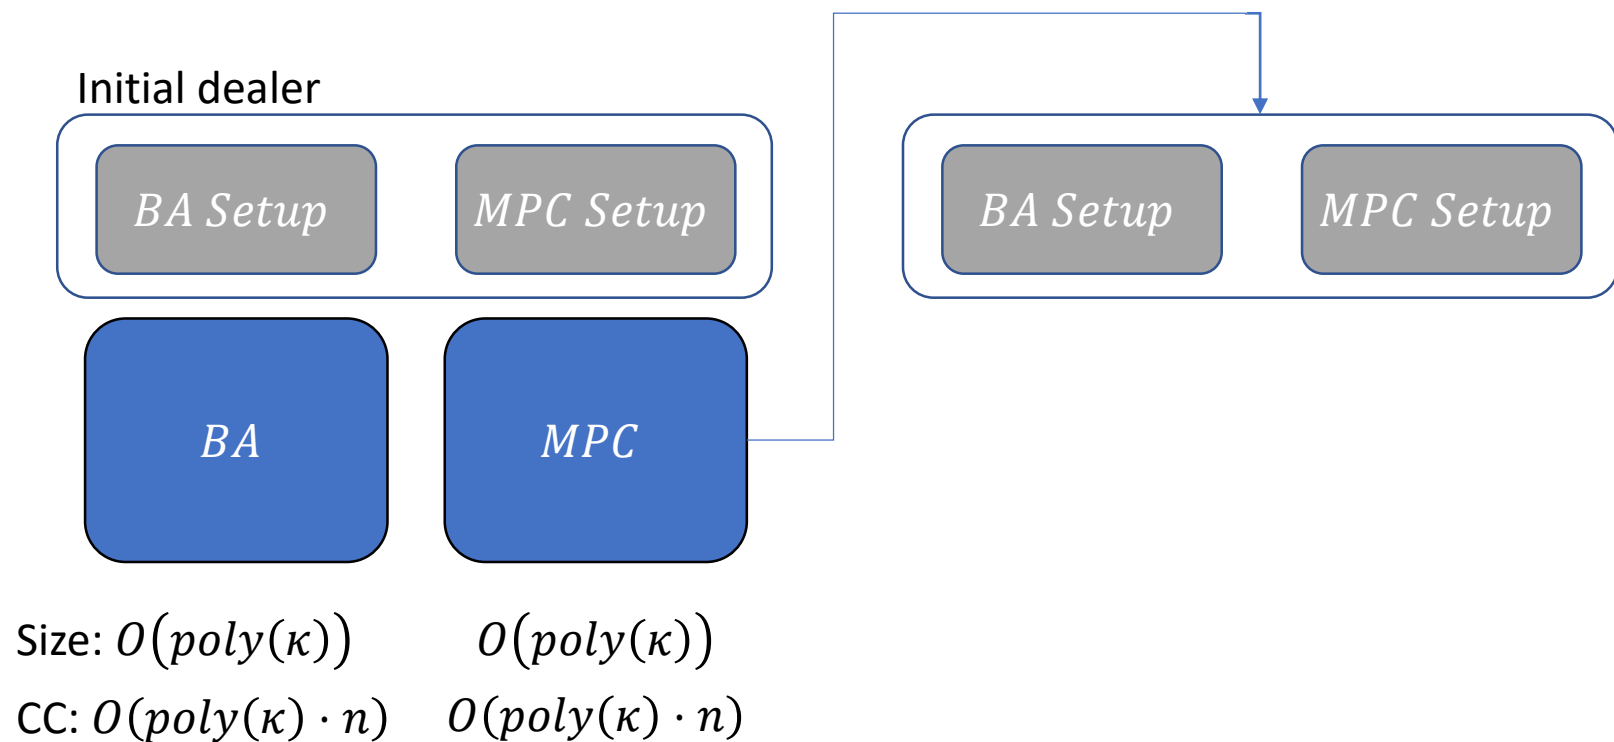 Initial dealer
BA Setup MPC Setup BA Setup MPC Setup
BA MPC
Size: O(poly(κ)) O(poly(κ))
CC: O(poly(κ) · n) O(poly(κ) · n)